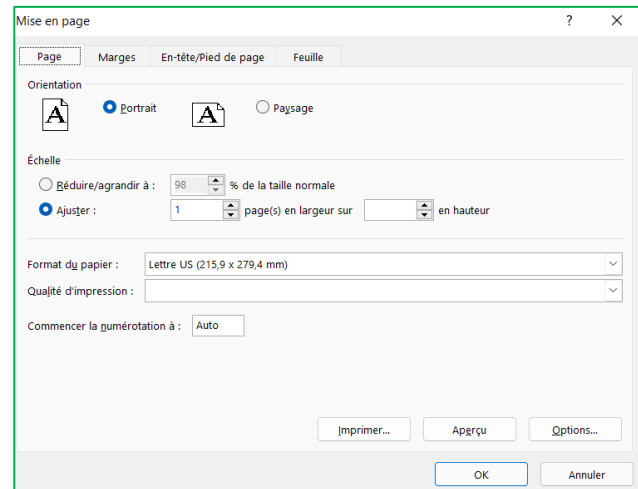 Mise en page ? ×
Page Marges En-tête/Pied de page Feuille
Orientation
A Portrait A Paysage
Échelle
Réduire/agrandir à : 98 % de la taille normale
Ajuster : 1 page(s) en largeur sur en hauteur
Format du papier : Lettre US (215,9 x 279,4 mm)
Qualité d'impression :
Commencer la numérotation à : Auto
Imprimer... Aperçu Options...
OK Annuler